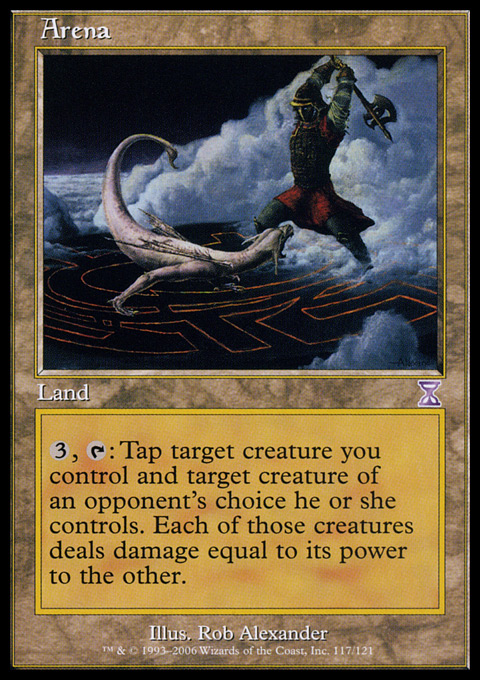 Arena
Land
3, T: Tap target creature you
control and target creature of
an opponent's choice he or she
controls. Each of those creatures
deals damage equal to its power
to the other.
Illus. Rob Alexander
™ & © 1993–2006 Wizards of the Coast, Inc. 117/121